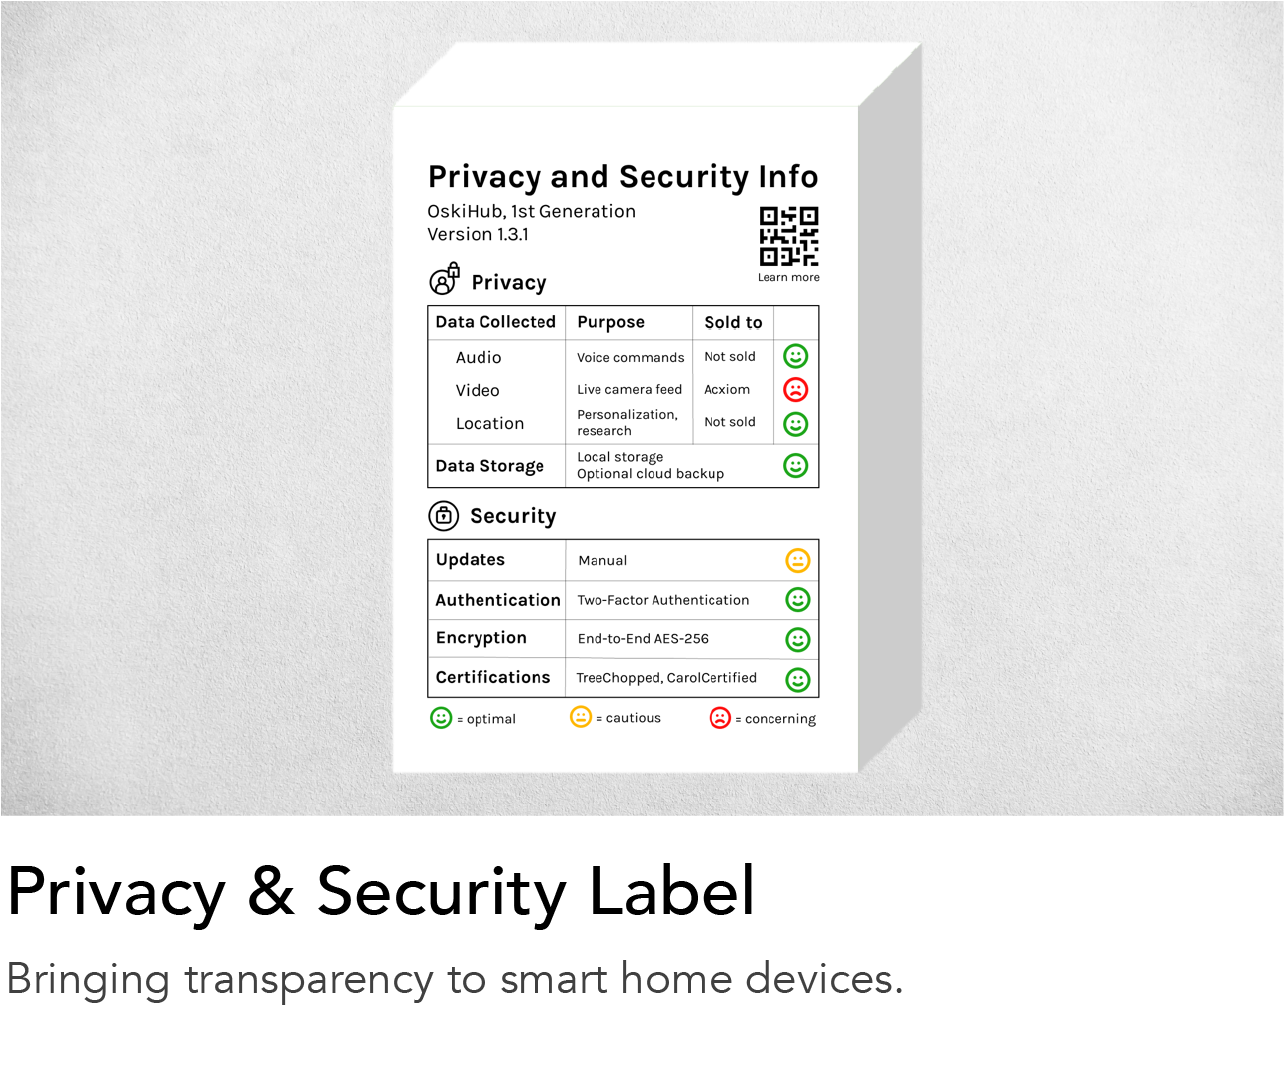 Privacy and Security Info
OskiHub, 1st Generation
Version 1.3.1
Learn more
Privacy
Data Collected Purpose Sold to
Audio Voice commands Not sold
Video Live camera feed Acxiom
Location Personalization, research Not sold
Data Storage Local storage
Optional cloud backup
Security
Updates Manual
Authentication Two-Factor Authentication
Encryption End-to-End AES-256
Certifications TreeChopped, CarolCertified
= optimal = cautious = concerning
Privacy & Security Label
Bringing transparency to smart home devices.